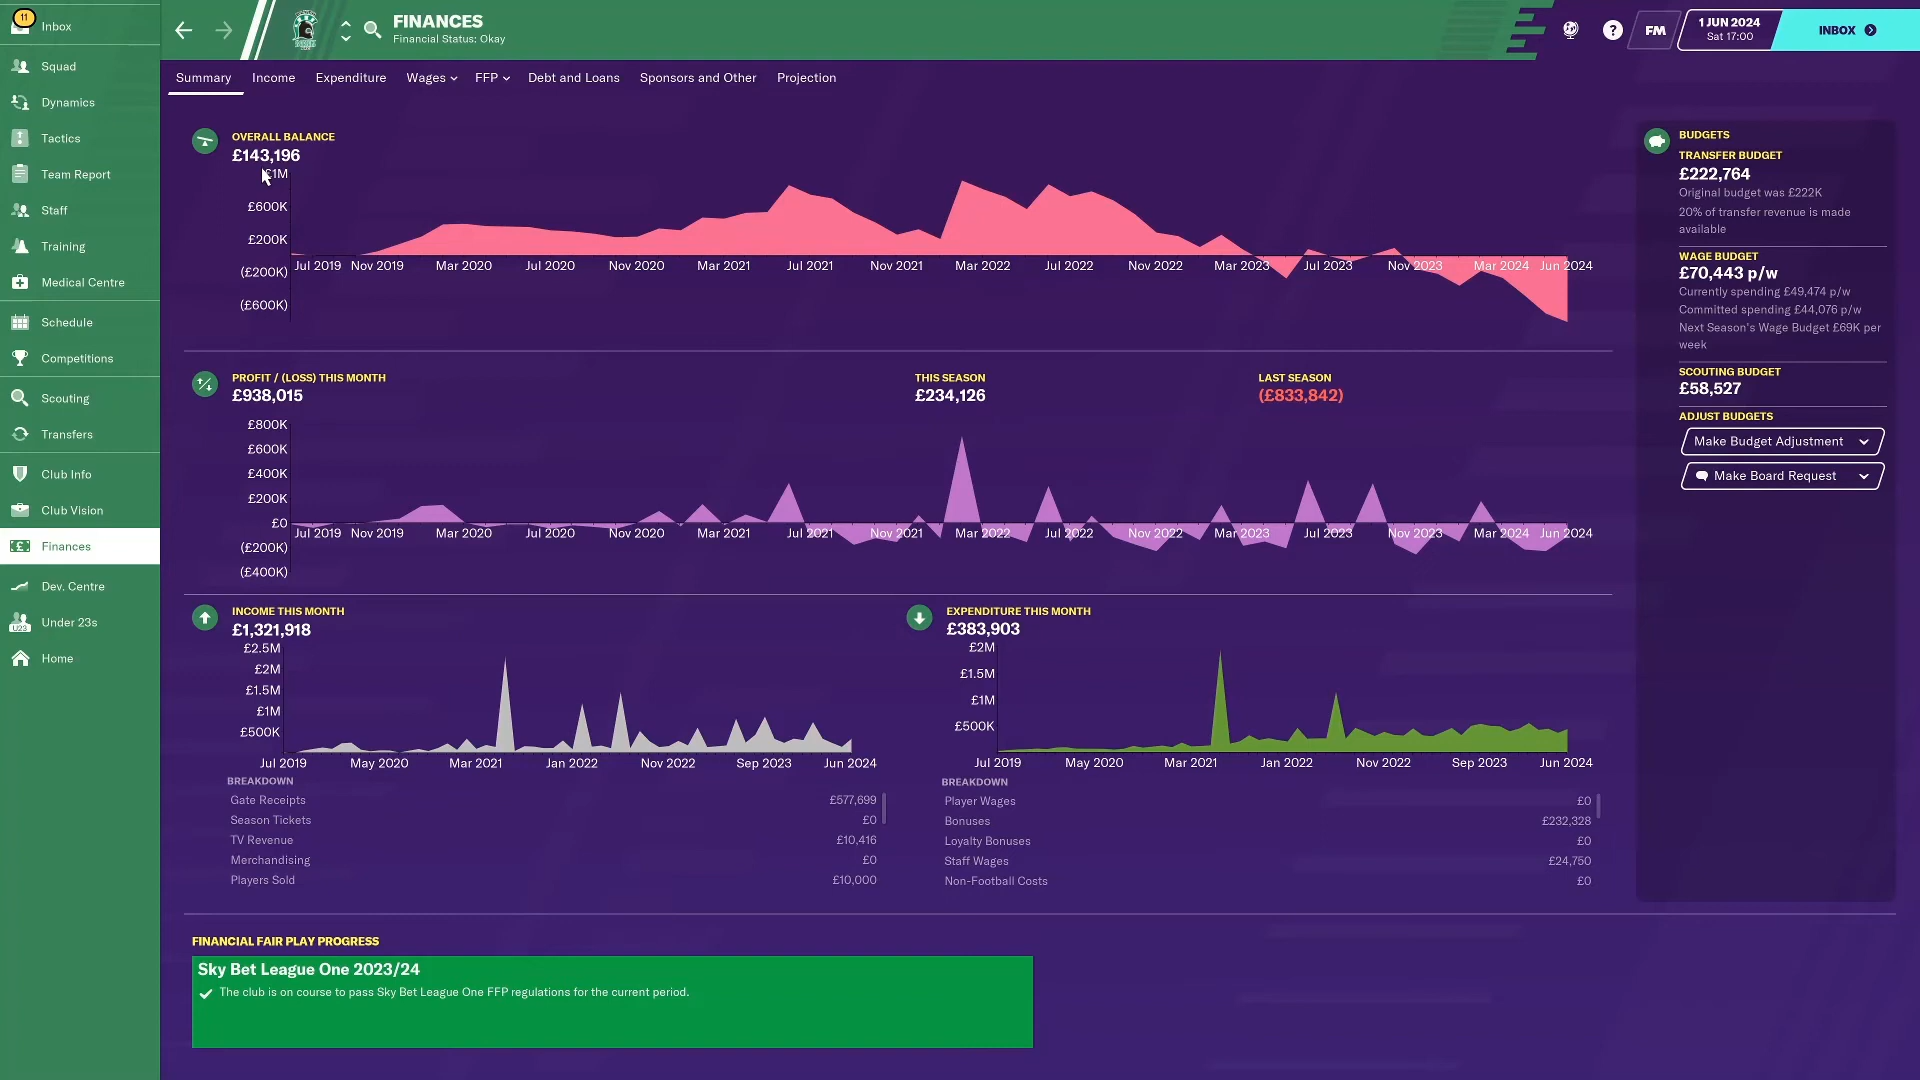 11
Inbox
Squad
Dynamics
Tactics
Team Report
Staff
Training
Medical Centre
Schedule
Competitions
Scouting
Transfers
Club Info
Club Vision
Finances
Dev. Centre
U23
Under 23s
Home
FINANCES
Financial Status: Okay
?
FM
1 JUN 2024
Sat 17:00
INBOX
Summary Income Expenditure Wages FFP Debt and Loans Sponsors and Other Projection
OVERALL BALANCE
£143,196
£1M
£600K
£200K
(£200K)
(£600K)
Jul 2019 Nov 2019 Mar 2020 Jul 2020 Nov 2020 Mar 2021 Jul 2021 Nov 2021 Mar 2022 Jul 2022 Nov 2022 Mar 2023 Jul 2023 Nov 2023 Mar 2024 Jun 2024
PROFIT / (LOSS) THIS MONTH
£938,015
THIS SEASON
£234,126
LAST SEASON
(£833,842)
£800K
£600K
£400K
£200K
£0
(£200K)
(£400K)
Jul 2019 Nov 2019 Mar 2020 Jul 2020 Nov 2020 Mar 2021 Jul 2021 Nov 2021 Mar 2022 Jul 2022 Nov 2022 Mar 2023 Jul 2023 Nov 2023 Mar 2024 Jun 2024
INCOME THIS MONTH
£1,321,918
£2.5M
£2M
£1.5M
£1M
£500K
Jul 2019 May 2020 Mar 2021 Jan 2022 Nov 2022 Sep 2023 Jun 2024
BREAKDOWN
Gate Receipts £577,699
Season Tickets £0
TV Revenue £10,416
Merchandising £0
Players Sold £10,000
EXPENDITURE THIS MONTH
£383,903
£2M
£1.5M
£1M
£500K
Jul 2019 May 2020 Mar 2021 Jan 2022 Nov 2022 Sep 2023 Jun 2024
BREAKDOWN
Player Wages £0
Bonuses £232,328
Loyalty Bonuses £0
Staff Wages £24,750
Non-Football Costs £0
FINANCIAL FAIR PLAY PROGRESS
Sky Bet League One 2023/24
The club is on course to pass Sky Bet League One FFP regulations for the current period.
BUDGETS
TRANSFER BUDGET
£222,764
Original budget was £222K
20% of transfer revenue is made
available
WAGE BUDGET
£70,443 p/w
Currently spending £49,474 p/w
Committed spending £44,076 p/w
Next Season's Wage Budget £69K per
week
SCOUTING BUDGET
£58,527
ADJUST BUDGETS
Make Budget Adjustment
Make Board Request